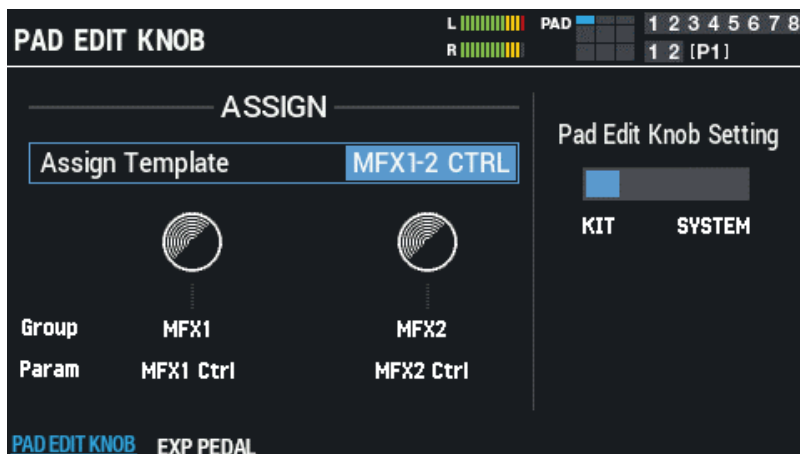 PAD EDIT KNOB
L
R
PAD
1 2 3 4 5 6 7 8
1 2 [P1]
ASSIGN
Assign Template MFX1-2 CTRL
Pad Edit Knob Setting
KIT SYSTEM
Group MFX1 MFX2
Param MFX1 Ctrl MFX2 Ctrl
PAD EDIT KNOB EXP PEDAL